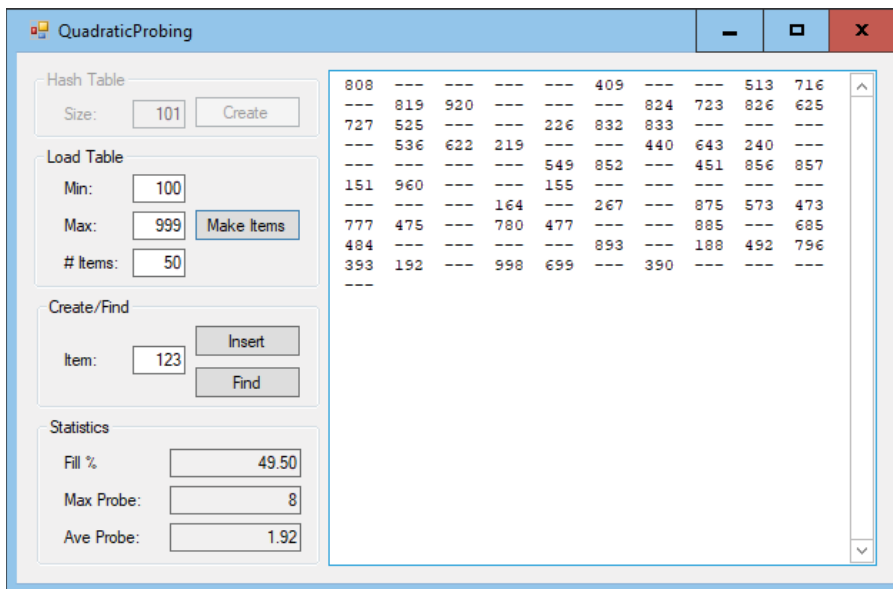 QuadraticProbing
Hash Table
Size: 101 Create
Load Table
Min: 100
Max: 999 Make Items
# Items: 50
Create/Find
Item: 123 Insert
Find
Statistics
Fill % 49.50
Max Probe: 8
Ave Probe: 1.92
808 --- --- --- --- 409 --- --- 513 716
--- 819 920 --- --- --- 824 723 826 625
727 525 --- --- 226 832 833 --- --- ---
--- 536 622 219 --- --- 440 643 240 ---
--- --- --- --- 549 852 --- 451 856 857
151 960 --- --- 155 --- --- --- --- ---
--- --- --- 164 --- 267 --- 875 573 473
777 475 --- 780 477 --- --- 885 --- 685
484 --- --- --- --- 893 --- 188 492 796
393 192 --- 998 699 --- 390 --- --- ---
---